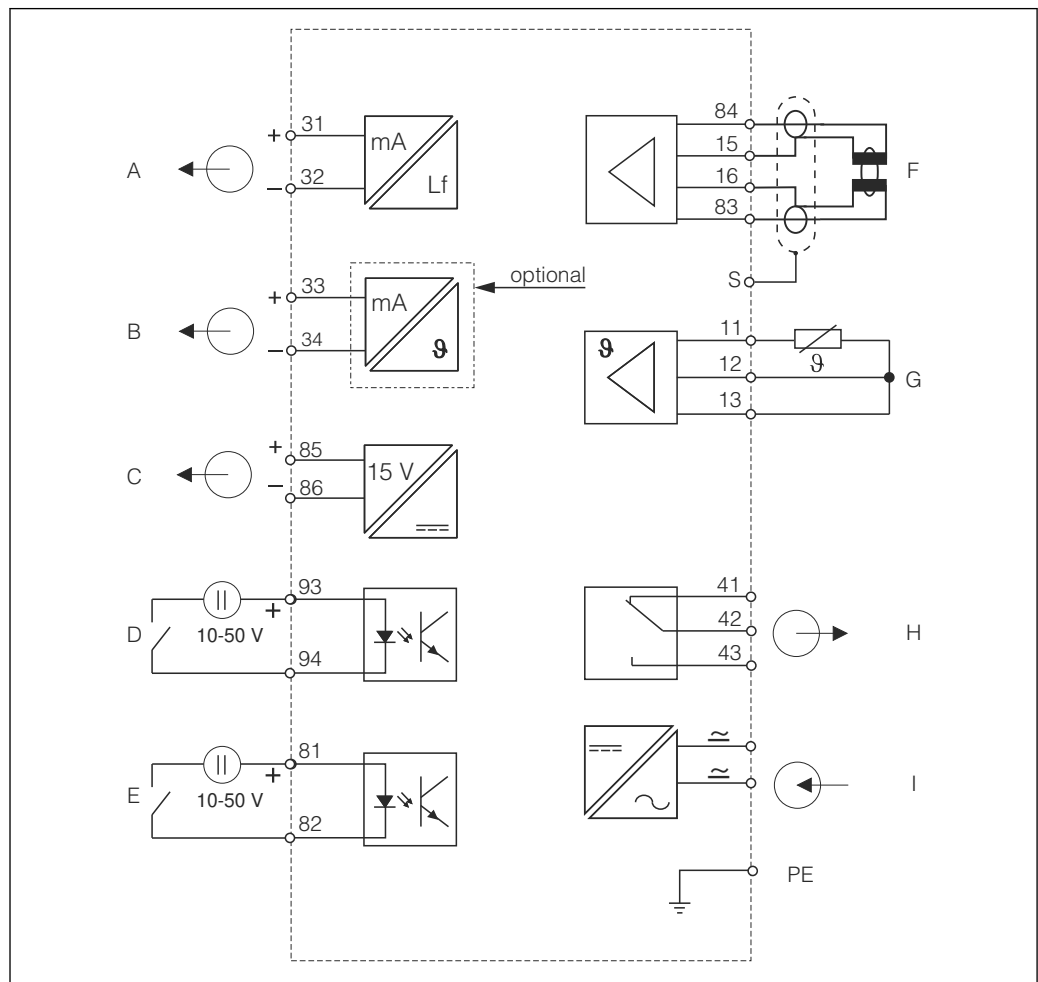 A
+ 31
− 32
mA
Lf
B
+ 33
− 34
mA
ϑ
optional
C
+ 85
− 86
15 V
D
10-50 V
+ 93
94
E
10-50 V
+ 81
82
84
15
16
83
F
S
ϑ
11
12
13
ϑ
G
41
42
43
H
≃
≃
I
PE